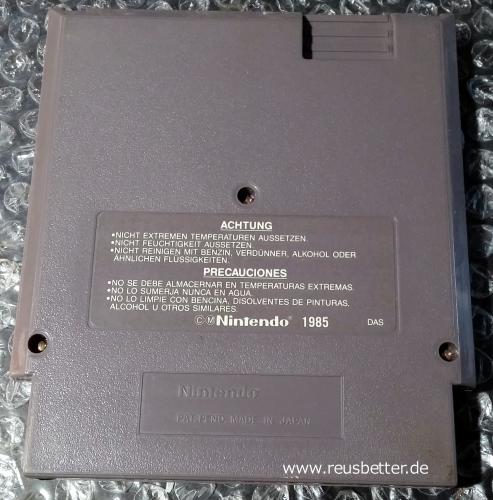 ACHTUNG
•NICHT EXTREMEN TEMPERATUREN AUSSETZEN.
•NICHT FEUCHTIGKEIT AUSSETZEN.
•NICHT REINIGEN MIT BENZIN, VERDÜNNER, ALKOHOL ODER
ÄHNLICHEN FLÜSSIGKEITEN.
PRECAUCIONES
•NO SE DEBE ALMACERNAR EN TEMPERATURAS EXTREMAS.
•NO LO SUMERJA NUNCA EN AGUA.
•NO LO LIMPIE CON BENCINA, DISOLVENTES DE PINTURAS,
ALCOHOL U OTROS SIMILARES.
ⒸⓂNintendo® 1985 DAS
Nintendo
PAT. PEND. MADE IN JAPAN
www.reusbetter.de